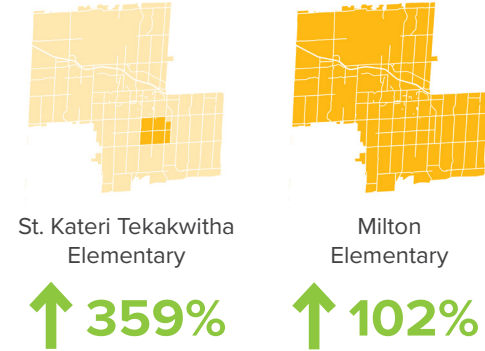 St. Kateri Tekakwitha
Elementary
359%
Milton
Elementary
102%